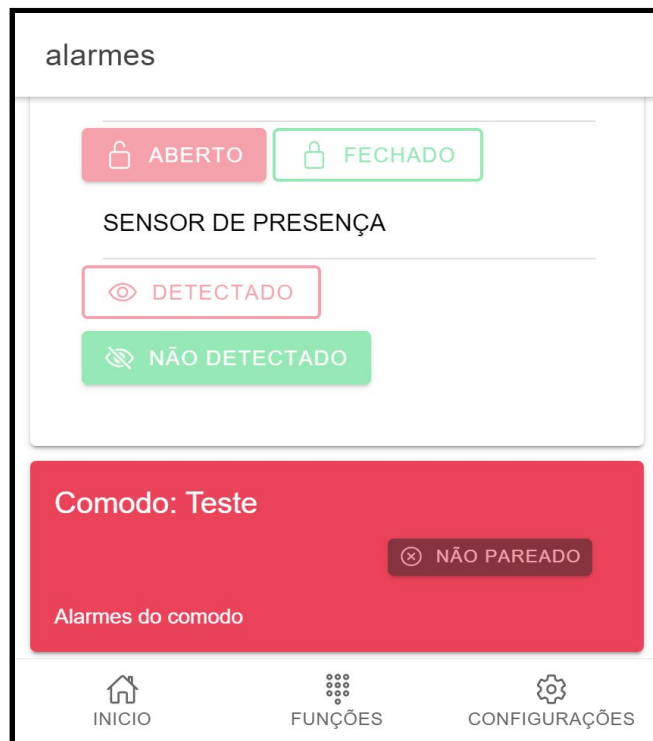 alarmes
ABERTO FECHADO
SENSOR DE PRESENÇA
DETECTADO
NÃO DETECTADO
Comodo: Teste
NÃO PAREADO
Alarmes do comodo
INICIO FUNÇÕES CONFIGURAÇÕES